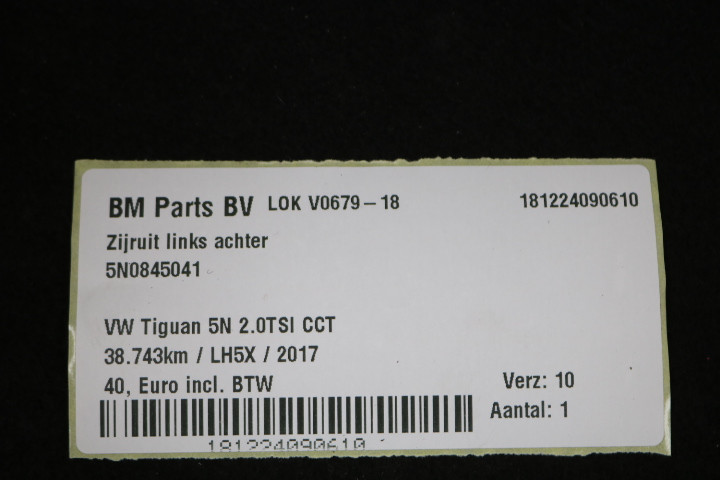 BM Parts BV LOK V0679-18 181224090610
Zijruit links achter
5N0845041
VW Tiguan 5N 2.0TSI CCT
38.743km / LH5X / 2017
40, Euro incl. BTW Verz: 10
Aantal: 1
181224090610